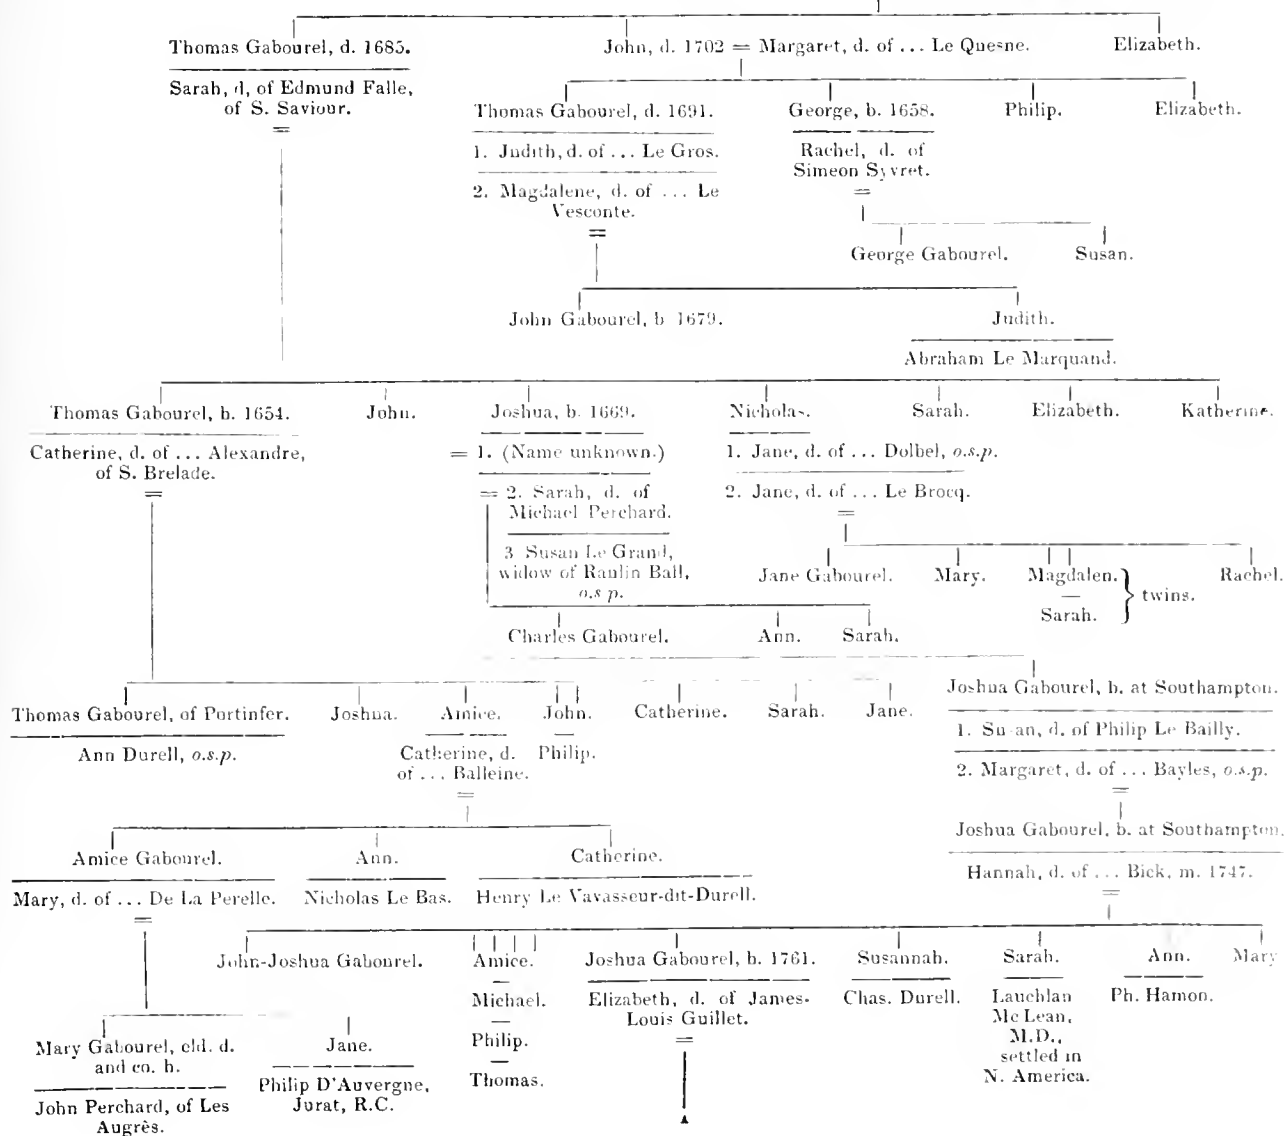 Thomas Gabourel, d. 1685.
John, d. 1702 = Margaret, d. of ... Le Quesne.
Elizabeth.
Sarah, d, of Edmund Falle,
of S. Saviour.
=
Thomas Gabourel, d. 1691.
George, b. 1658.
Philip.
Elizabeth.
1. Judith, d. of ... Le Gros.
2. Magdalene, d. of ... Le
Vesconte.
=
Rachel, d. of
Simeon Syvret.
=
George Gabourel.
Susan.
John Gabourel, b 1679.
Judith.
Abraham Le Marquand.
Thomas Gabourel, b. 1654.
John.
Joshua, b. 1669.
Nicholas.
Sarah.
Elizabeth.
Katherine.
Catherine, d. of ... Alexandre,
of S. Brelade.
=
= 1. (Name unknown.)
= 2. Sarah, d. of
Michael Perchard.
3 Susan Le Grand,
widow of Raulin Ball,
o.s p.
1. Jane, d. of ... Dolbel, o.s.p.
2. Jane, d. of ... Le Brocq.
=
Jane Gabourel.
Mary.
Magdalen.
—
Sarah.
} twins.
Rachel.
Charles Gabourel.
Ann.
Sarah.
Thomas Gabourel, of Portinfer.
Joshua.
Amice.
John.
—
Philip.
Catherine.
Sarah.
Jane.
Joshua Gabourel, b. at Southampton.
Ann Durell, o.s.p.
Catherine, d.
of ... Balleine.
=
1. Su an, d. of Philip Le Bailly.
2. Margaret, d. of ... Bayles, o.s.p.
=
Joshua Gabourel, b. at Southampton.
Hannah, d. of ... Bick, m. 1747.
=
Amice Gabourel.
Ann.
Catherine.
Mary, d. of ... De La Perelle.
=
Nicholas Le Bas.
Henry Le Vavasseur-dit-Durell.
John-Joshua Gabourel.
Amice.
—
Michael.
—
Philip.
—
Thomas.
Joshua Gabourel, b. 1761.
Susannah.
Sarah.
Ann.
Mary
Elizabeth, d. of James-
Louis Guillet.
=
Chas. Durell.
Lauchlan
Mc Lean,
M.D.,
settled in
N. America.
Ph. Hamon.
Mary Gabourel, eld. d.
and co. h.
Jane.
John Perchard, of Les
Augrès.
Philip D'Auvergne,
Jurat, R.C.